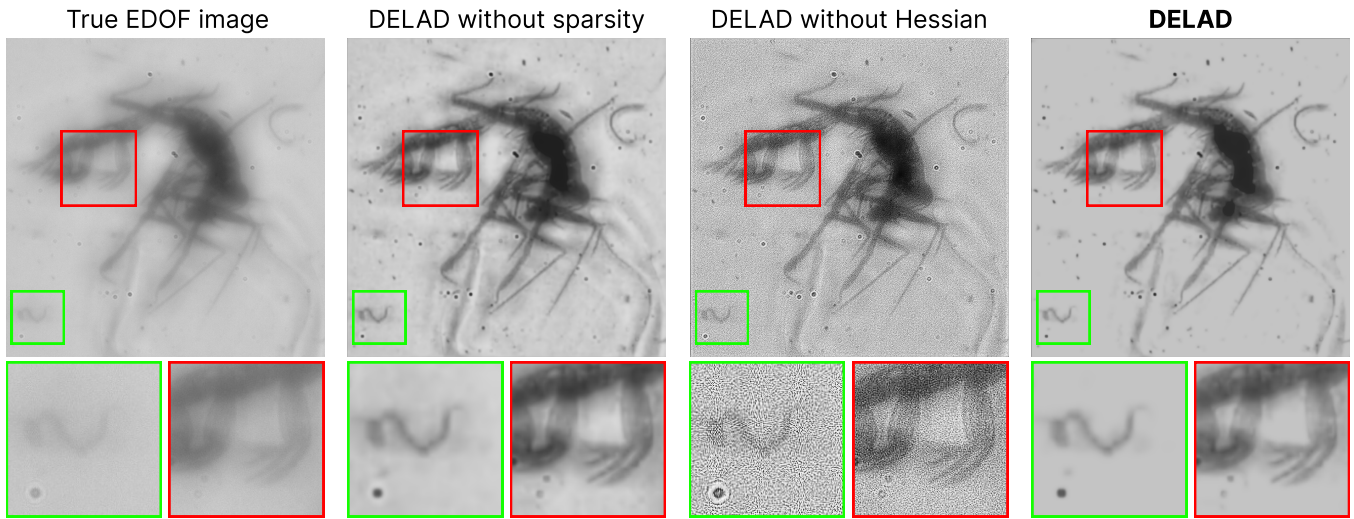 True EDOF image
DELAD without sparsity
DELAD without Hessian
DELAD